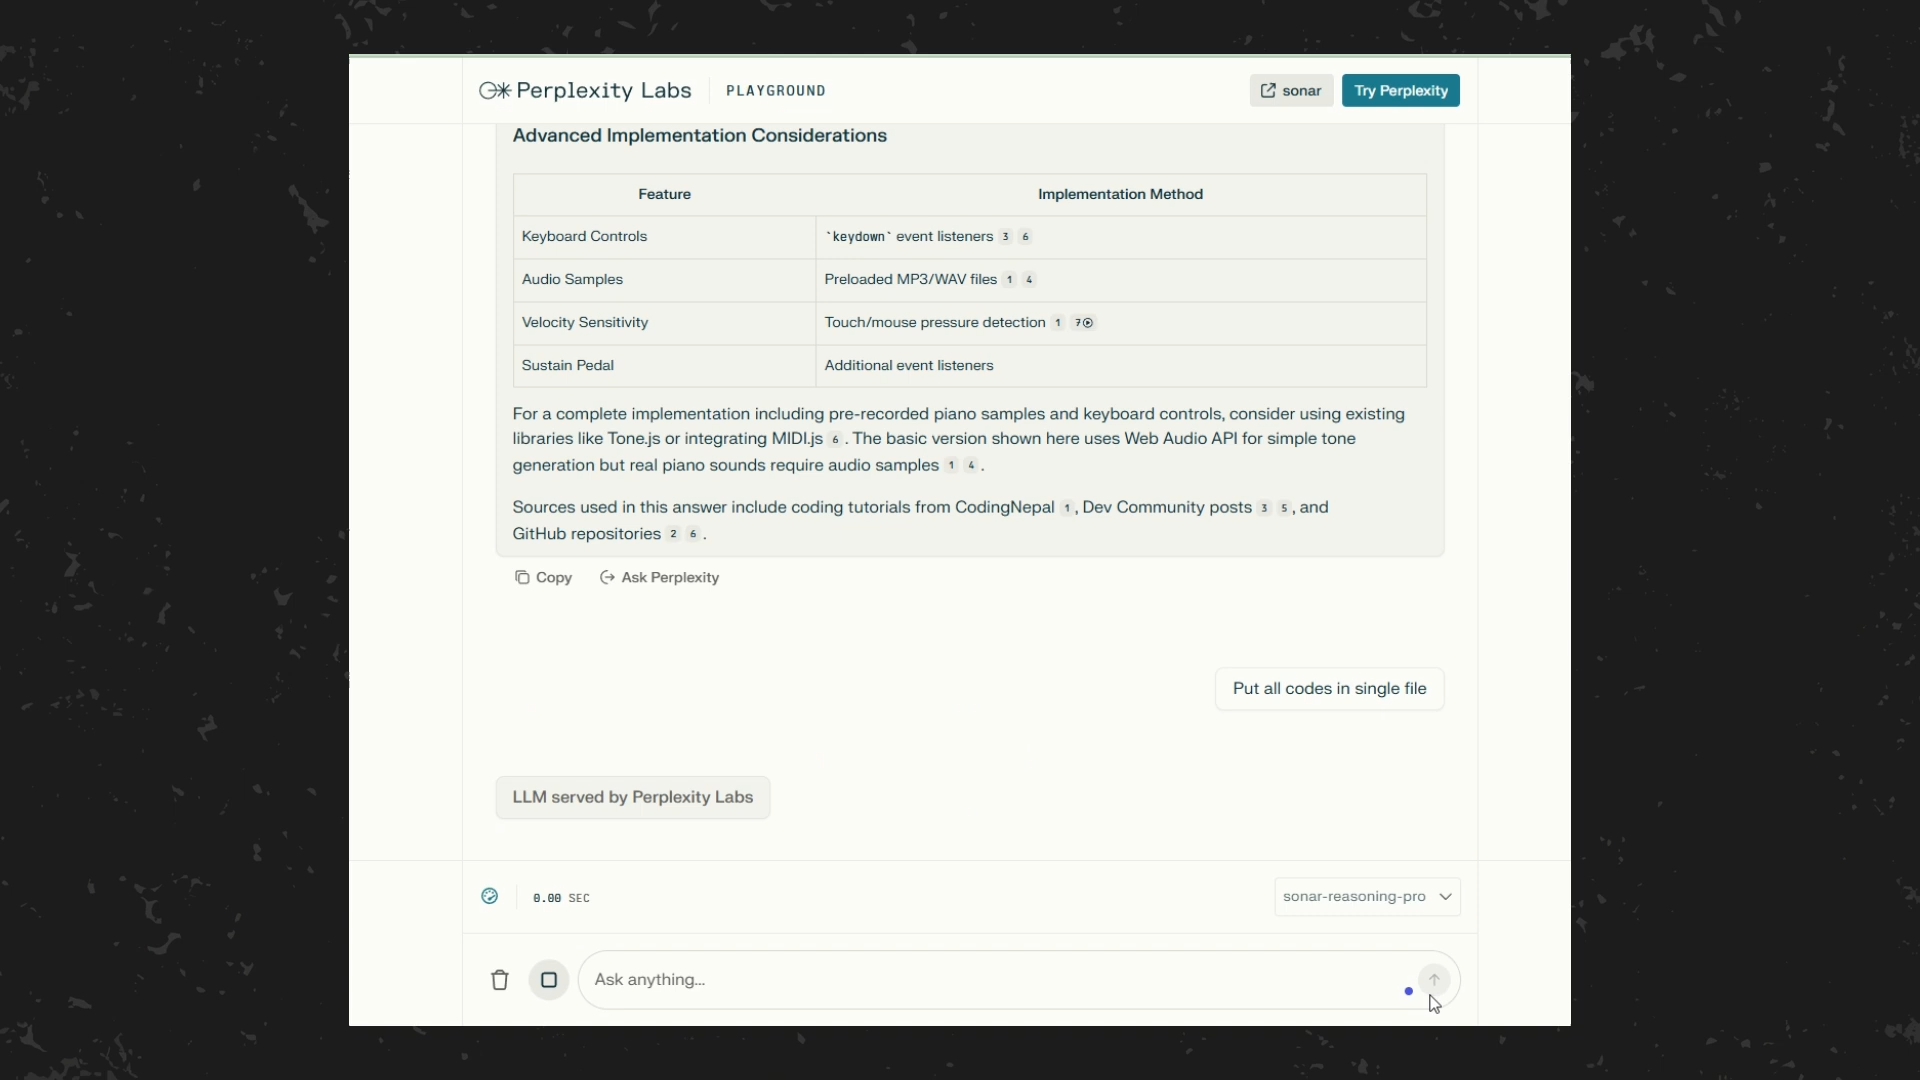 Perplexity Labs PLAYGROUND sonar Try Perplexity
Advanced Implementation Considerations
Feature Implementation Method
Keyboard Controls `keydown` event listeners 3 6
Audio Samples Preloaded MP3/WAV files 1 4
Velocity Sensitivity Touch/mouse pressure detection 1 7
Sustain Pedal Additional event listeners
For a complete implementation including pre-recorded piano samples and keyboard controls, consider using existing
libraries like Tone.js or integrating MIDI.js 6 . The basic version shown here uses Web Audio API for simple tone
generation but real piano sounds require audio samples 1 4 .
Sources used in this answer include coding tutorials from CodingNepal 1 , Dev Community posts 3 5 , and
GitHub repositories 2 6 .
Copy Ask Perplexity
Put all codes in single file
LLM served by Perplexity Labs
0.00 SEC sonar-reasoning-pro
Ask anything...